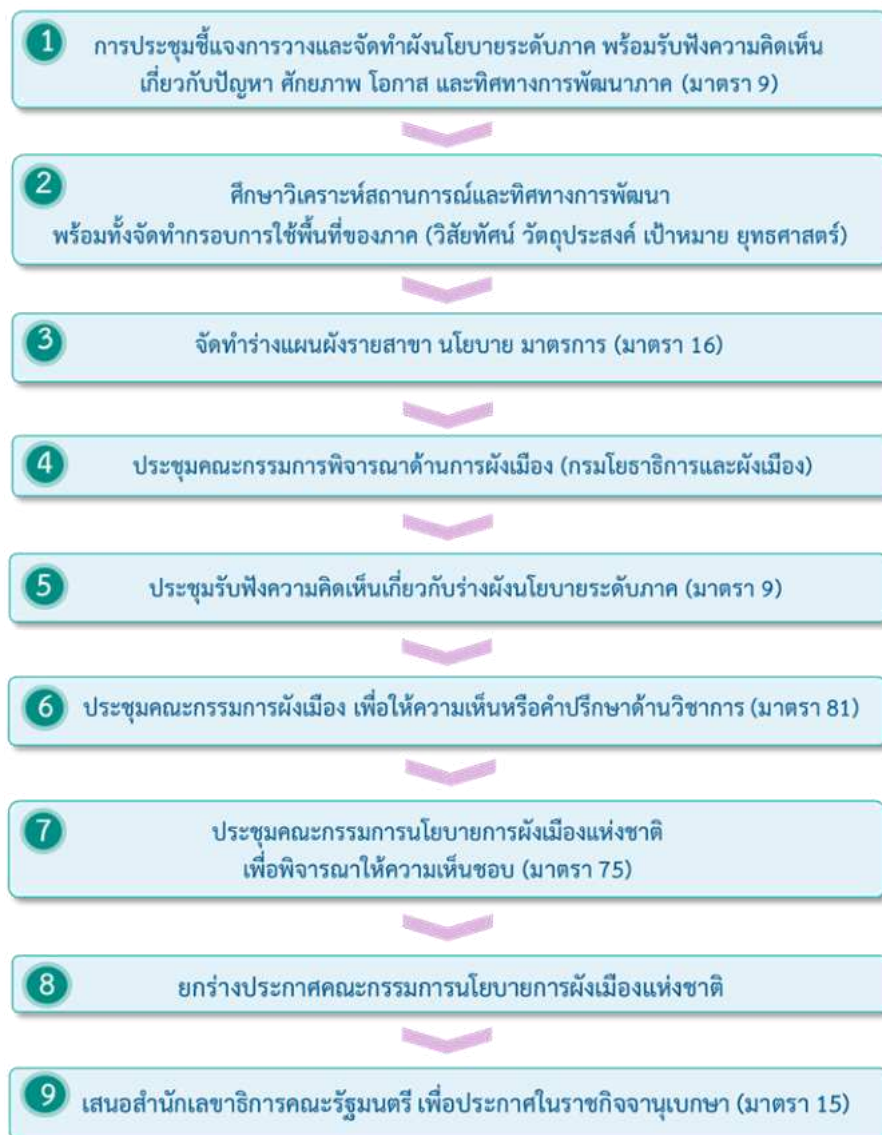 1
การประชุมชี้แจงการวางและจัดทำผังนโยบายระดับภาค พร้อมรับฟังความคิดเห็น
เกี่ยวกับปัญหา ศักยภาพ โอกาส และทิศทางการพัฒนาภาค (มาตรา 9)
2
ศึกษาวิเคราะห์สถานการณ์และทิศทางการพัฒนา
พร้อมทั้งจัดทำกรอบการใช้พื้นที่ของภาค (วิสัยทัศน์ วัตถุประสงค์ เป้าหมาย ยุทธศาสตร์)
3
จัดทำร่างแผนผังรายสาขา นโยบาย มาตรการ (มาตรา 16)
4
ประชุมคณะกรรมการพิจารณาด้านการผังเมือง (กรมโยธาธิการและผังเมือง)
5
ประชุมรับฟังความคิดเห็นเกี่ยวกับร่างผังนโยบายระดับภาค (มาตรา 9)
6
ประชุมคณะกรรมการผังเมือง เพื่อให้ความเห็นหรือคำปรึกษาด้านวิชาการ (มาตรา 81)
7
ประชุมคณะกรรมการนโยบายการผังเมืองแห่งชาติ
เพื่อพิจารณาให้ความเห็นชอบ (มาตรา 75)
8
ยกร่างประกาศคณะกรรมการนโยบายการผังเมืองแห่งชาติ
9
เสนอสำนักเลขาธิการคณะรัฐมนตรี เพื่อประกาศในราชกิจจานุเบกษา (มาตรา 15)